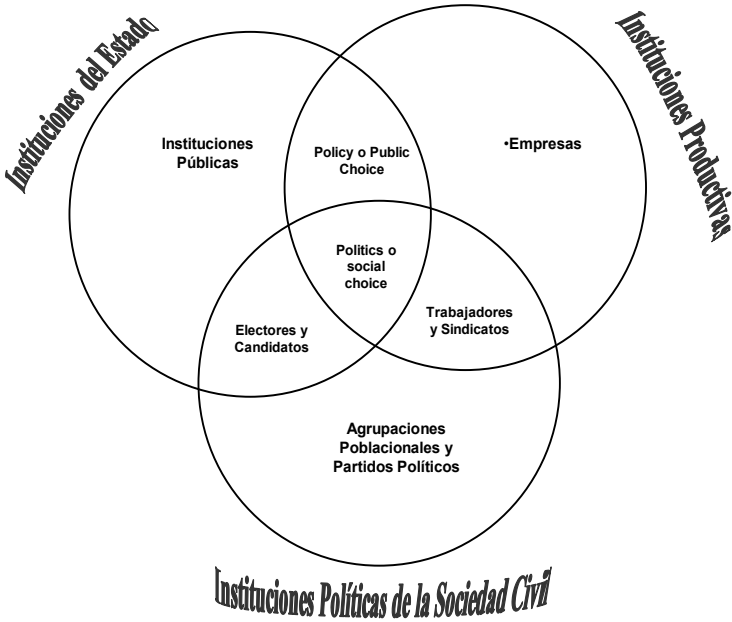 Instituciones del Estado
Instituciones Productivas
Instituciones
Públicas
Policy o Public
Choice
•Empresas
Politics o
social
choice
Electores y
Candidatos
Trabajadores
y Sindicatos
Agrupaciones
Poblacionales y
Partidos Políticos
Instituciones Políticas de la Sociedad Civil